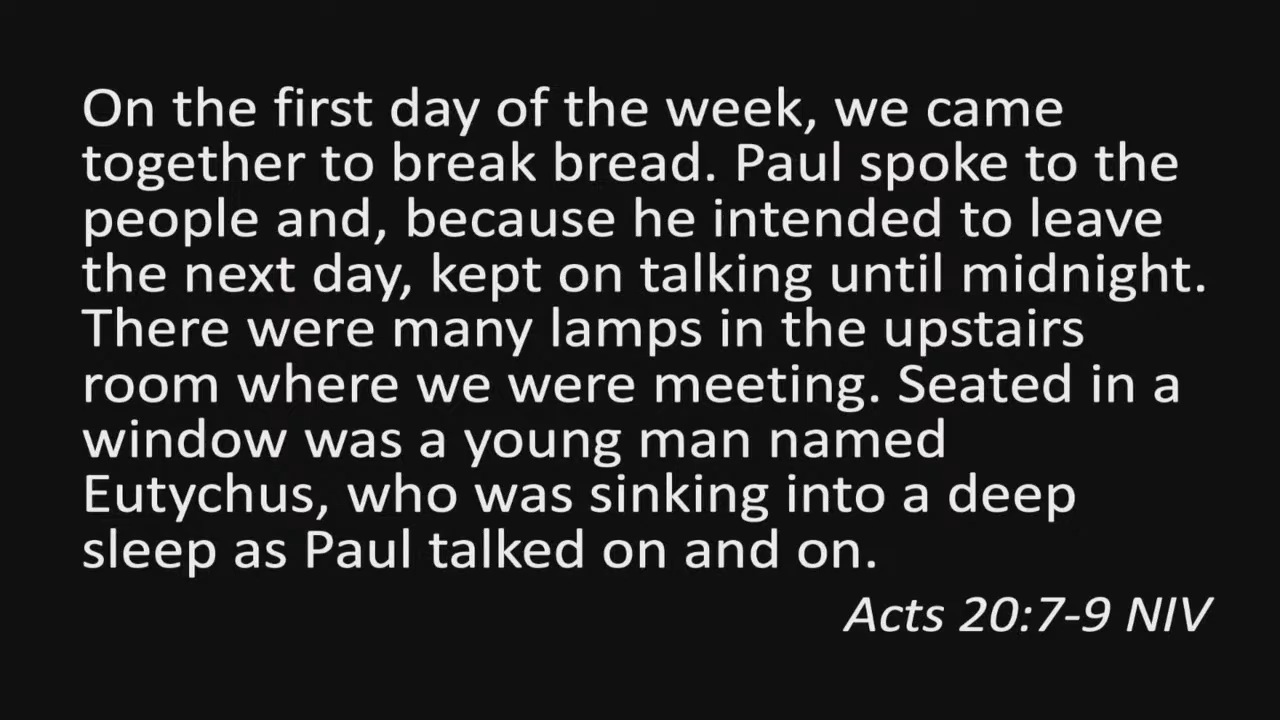 On the first day of the week, we came
together to break bread. Paul spoke to the
people and, because he intended to leave
the next day, kept on talking until midnight.
There were many lamps in the upstairs
room where we were meeting. Seated in a
window was a young man named
Eutychus, who was sinking into a deep
sleep as Paul talked on and on.
Acts 20:7-9 NIV